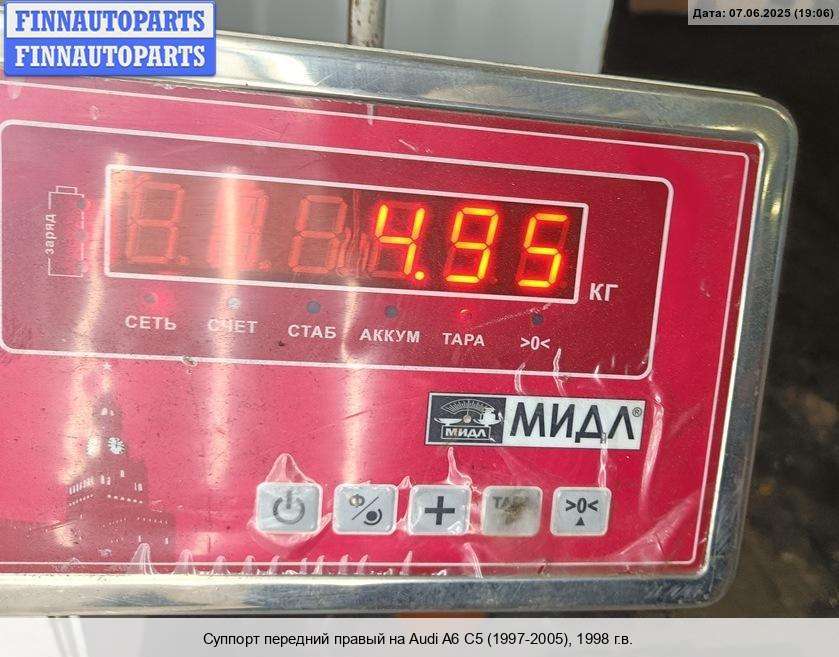 FINNAUTOPARTS
FINNAUTOPARTS
Дата: 07.06.2025 (19:06)
заряд
4.95
КГ
СЕТЬ СЧЕТ СТАБ АККУМ ТАРА >0<
МИДЛ МИДЛ®
Ф + ТАРА >0<
Суппорт передний правый на Audi A6 C5 (1997-2005), 1998 г.в.